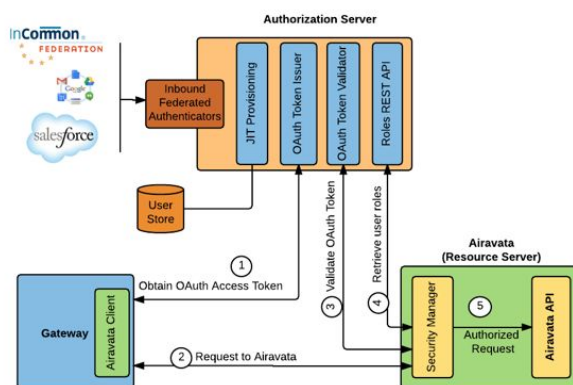 Authorization Server
InCommon®
FEDERATION
Google
salesforce
Inbound
Federated
Authenticators
JIT Provisioning
OAuth Token Issuer
OAuth Token Validator
Roles REST API
User
Store
1
Obtain OAuth Access Token
3
Validate OAuth Token
4
Retrieve user roles
Airavata
(Resource Server)
Gateway
Airavata Client
2
Request to Airavata
Security Manager
5
Authorized
Request
Airavata API